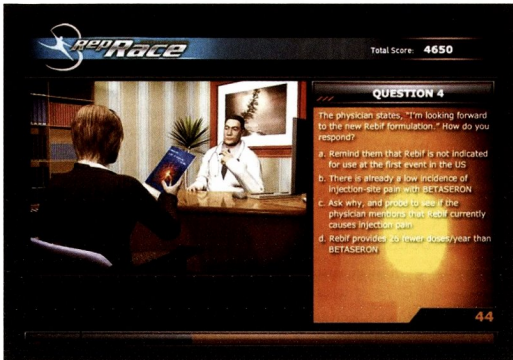 RepRace
Total Score: 4650
QUESTION 4
The physician states, "I'm looking forward
to the new Rebif formulation." How do you
respond?
a. Remind them that Rebif is not indicated
for use at the first event in the US
b. There is already a low incidence of
injection-site pain with BETASERON
c. Ask why, and probe to see if the
physician mentions that Rebif currently
causes injection pain
d. Rebif provides 26 fewer doses/year than
BETASERON
44